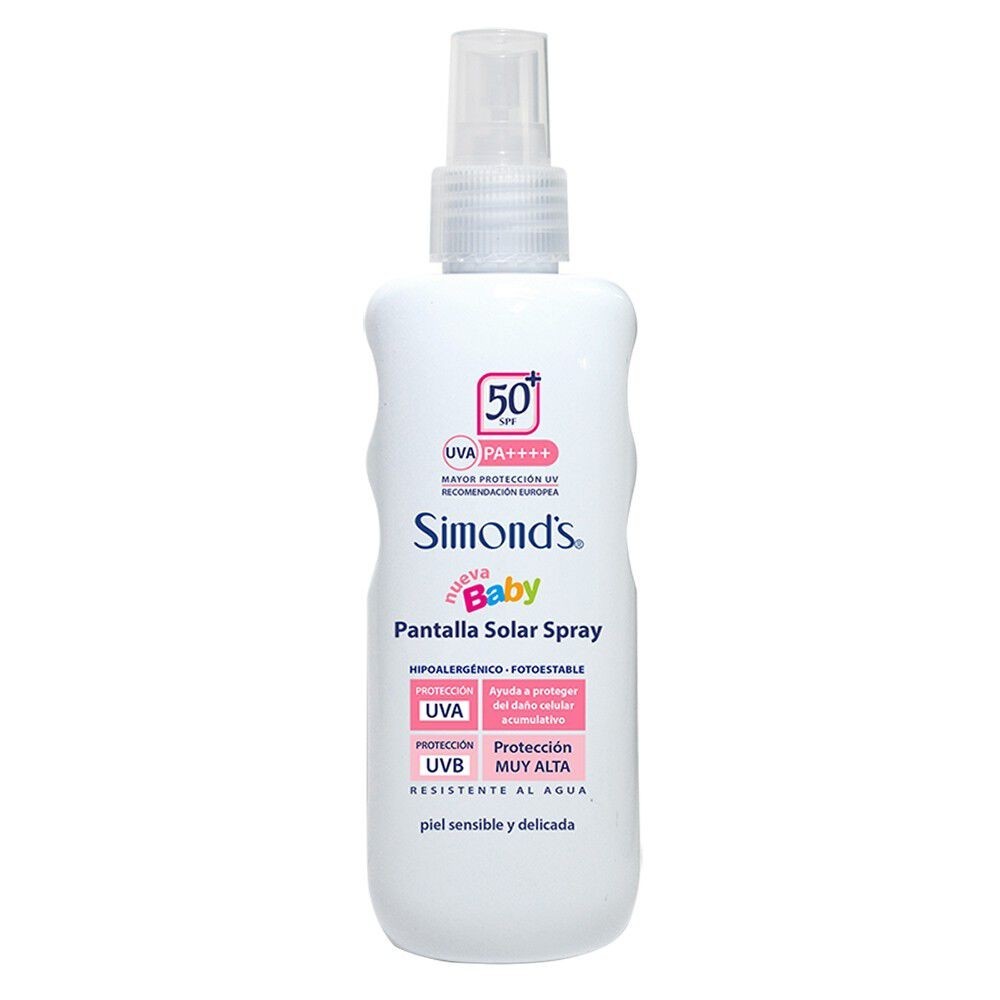 50+
SPF
UVA PA++++
MAYOR PROTECCIÓN UV
RECOMENDACIÓN EUROPEA
Simond's®
nueva
Baby
Pantalla Solar Spray
HIPOALERGÉNICO · FOTOESTABLE
PROTECCIÓN
UVA
Ayuda a proteger
del daño celular
acumulativo
PROTECCIÓN
UVB
Protección
MUY ALTA
RESISTENTE AL AGUA
piel sensible y delicada